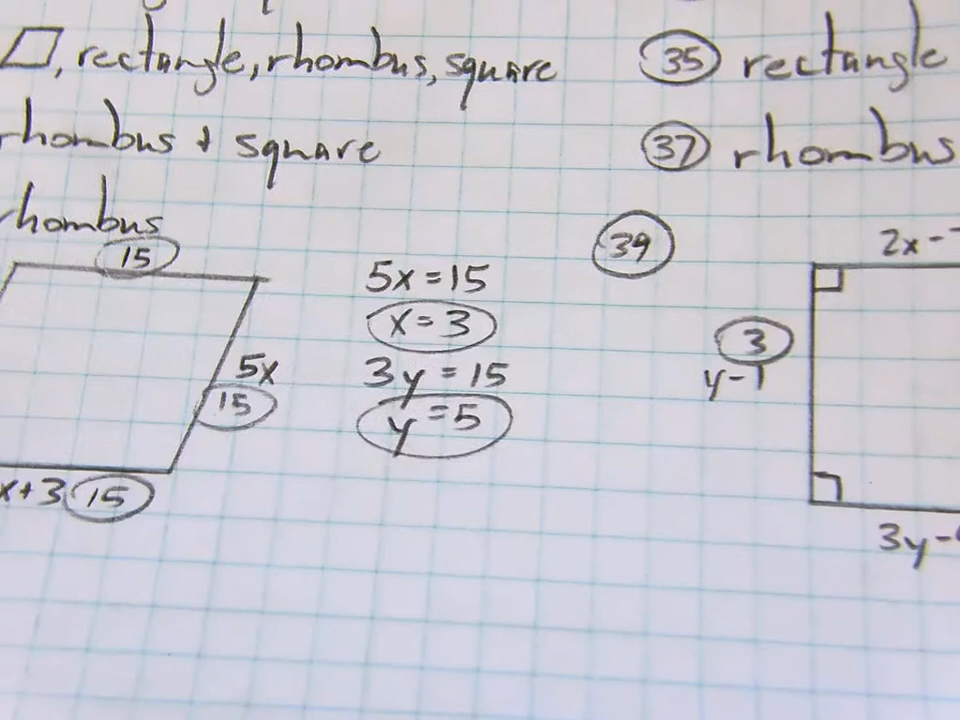 , rectangle, rhombus, square
rhombus + square
rhombus
15
5x
15
x+3 15
5x=15
x=3
3y=15
y=5
35 rectangle
37 rhombus
39
2x-
3
y-1
3y-